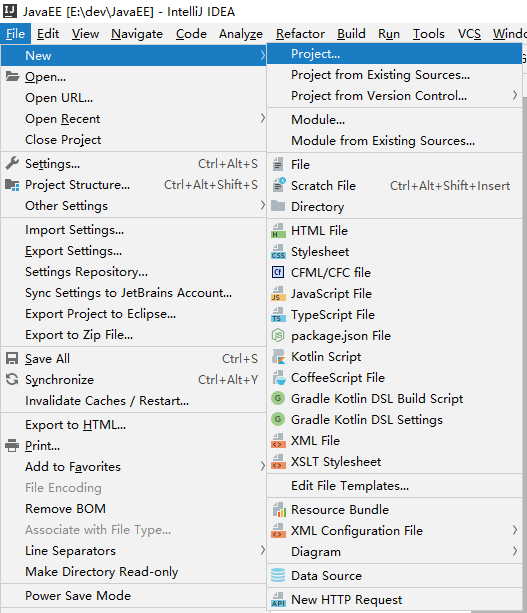 JavaEE [E:\dev\JavaEE] - IntelliJ IDEA
File Edit View Navigate Code Analyze Refactor Build Run Tools VCS Windo
New
Open...
Open URL...
Open Recent
Close Project
Settings... Ctrl+Alt+S
Project Structure... Ctrl+Alt+Shift+S
Other Settings
Import Settings...
Export Settings...
Settings Repository...
Sync Settings to JetBrains Account...
Export Project to Eclipse...
Export to Zip File...
Save All Ctrl+S
Synchronize Ctrl+Alt+Y
Invalidate Caches / Restart...
Export to HTML...
Print...
Add to Favorites
File Encoding
Remove BOM
Associate with File Type...
Line Separators
Make Directory Read-only
Power Save Mode
Project...
Project from Existing Sources...
Project from Version Control...
Module...
Module from Existing Sources...
File
Scratch File Ctrl+Alt+Shift+Insert
Directory
HTML File
Stylesheet
CFML/CFC file
JavaScript File
TypeScript File
package.json File
Kotlin Script
CoffeeScript File
Gradle Kotlin DSL Build Script
Gradle Kotlin DSL Settings
XML File
XSLT Stylesheet
Edit File Templates...
Resource Bundle
XML Configuration File
Diagram
Data Source
New HTTP Request